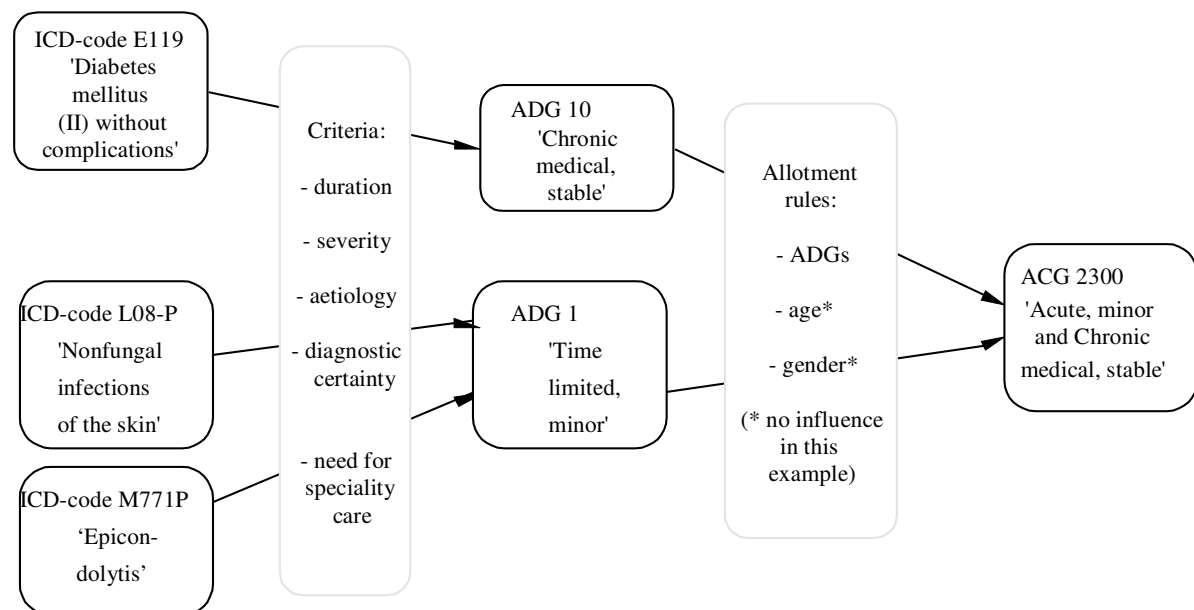 ICD-code E119
'Diabetes
mellitus
(II) without
complications'
ICD-code L08-P
'Nonfungal
infections
of the skin'
ICD-code M771P
‘Epicon-
dolytis’
Criteria:
- duration
- severity
- aetiology
- diagnostic
certainty
- need for
speciality
care
ADG 10
'Chronic
medical,
stable'
ADG 1
'Time
limited,
minor'
Allotment
rules:
- ADGs
- age*
- gender*
(* no influence
in this
example)
ACG 2300
'Acute, minor
and Chronic
medical, stable'